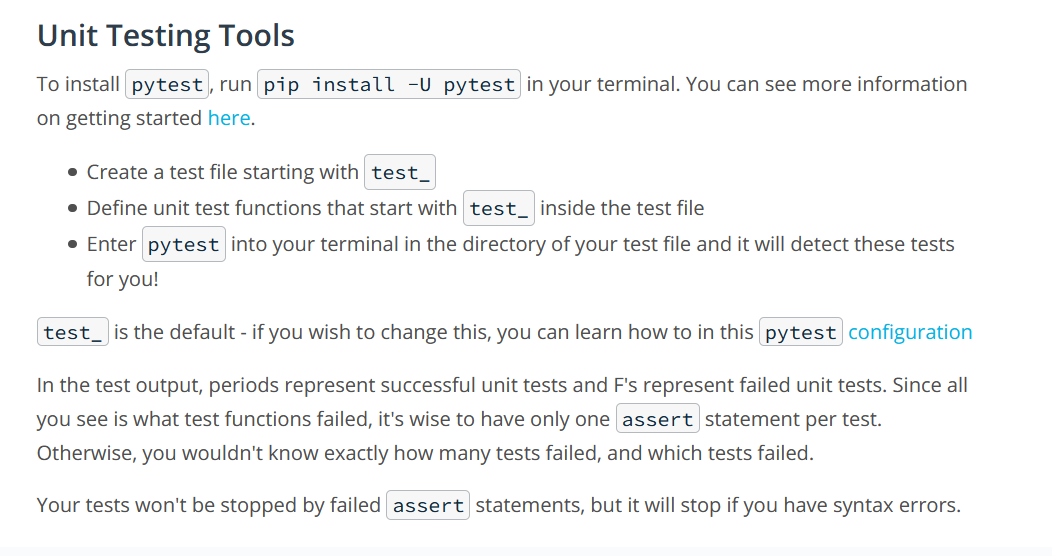 Unit Testing Tools
To install pytest, run pip install -U pytest in your terminal. You can see more information
on getting started here.
• Create a test file starting with test_
• Define unit test functions that start with test_ inside the test file
• Enter pytest into your terminal in the directory of your test file and it will detect these tests
for you!
test_ is the default - if you wish to change this, you can learn how to in this pytest configuration
In the test output, periods represent successful unit tests and F's represent failed unit tests. Since all
you see is what test functions failed, it's wise to have only one assert statement per test.
Otherwise, you wouldn't know exactly how many tests failed, and which tests failed.
Your tests won't be stopped by failed assert statements, but it will stop if you have syntax errors.